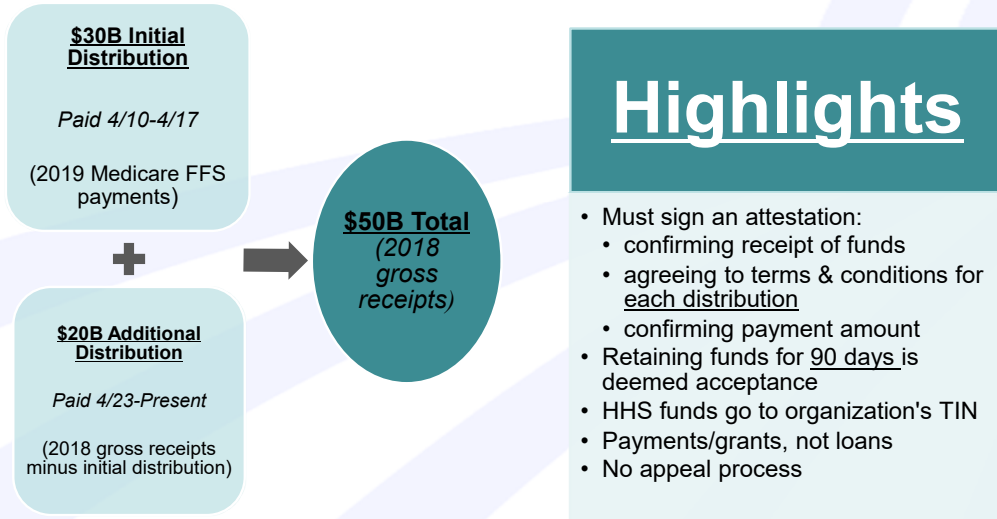 $30B Initial
Distribution
Paid 4/10-4/17
(2019 Medicare FFS
payments)
$20B Additional
Distribution
Paid 4/23-Present
(2018 gross receipts
minus initial distribution)
$50B Total
(2018
gross
receipts)
Highlights
• Must sign an attestation:
• confirming receipt of funds
• agreeing to terms & conditions for
each distribution
• confirming payment amount
• Retaining funds for 90 days is
deemed acceptance
• HHS funds go to organization's TIN
• Payments/grants, not loans
• No appeal process